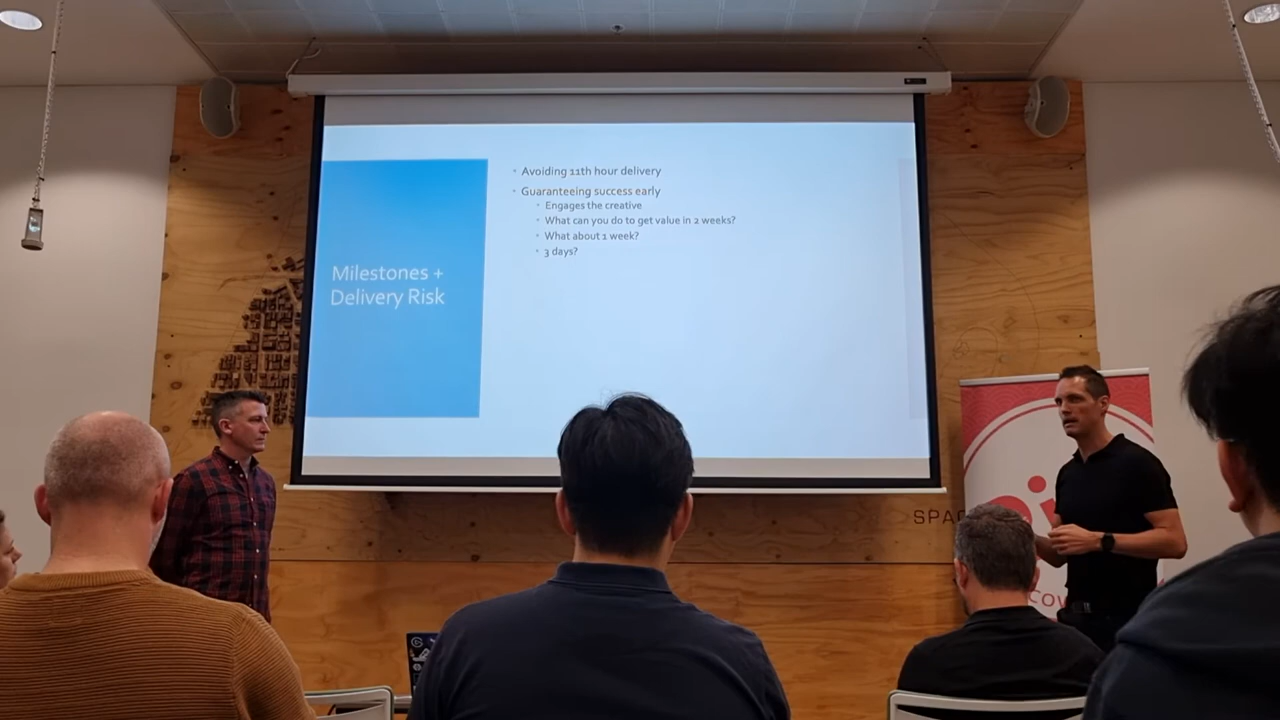 Milestones +
Delivery Risk
Avoiding 11th hour delivery
Guaranteeing success early
Engages the creative
What can you do to get value in 2 weeks?
What about 1 week?
3 days?
SPAC